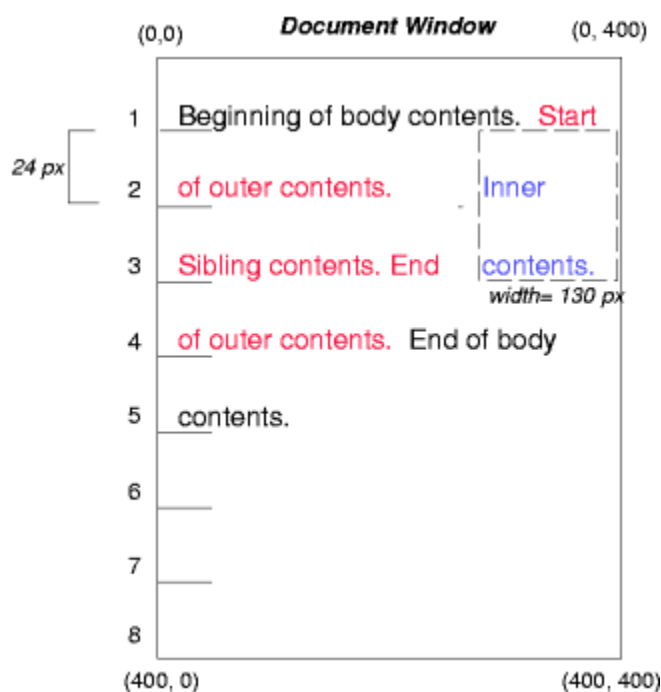 (0,0) Document Window (0, 400)
1 Beginning of body contents. Start
24 px
2 of outer contents. Inner
3 Sibling contents. End contents.
width= 130 px
4 of outer contents. End of body
5 contents.
6
7
8
(400, 0) (400, 400)